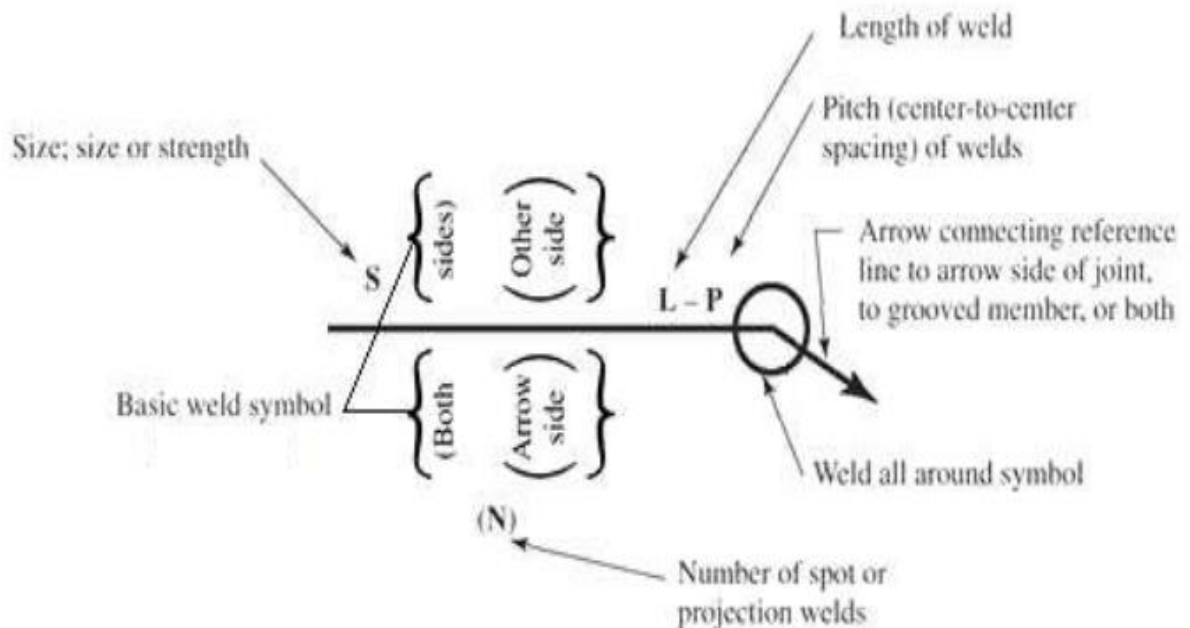 Length of weld
Pitch (center-to-center
spacing) of welds
Size; size or strength
Arrow connecting reference
line to arrow side of joint,
to grooved member, or both
S
sides)
(Other
side)
L – P
Basic weld symbol
(Both
(Arrow
side)
Weld all around symbol
(N)
Number of spot or
projection welds